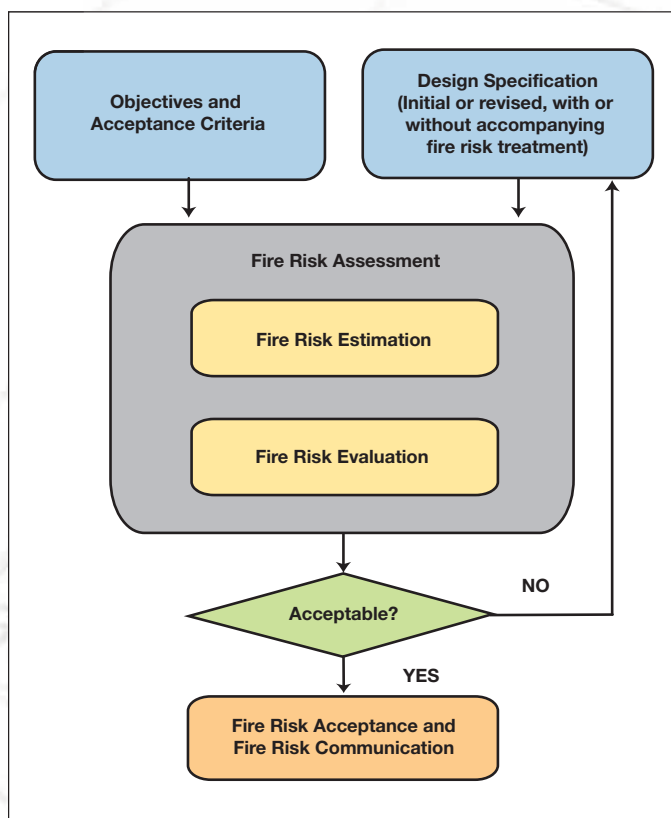 Objectives and
Acceptance Criteria
Design Specification
(Initial or revised, with or
without accompanying
fire risk treatment)
Fire Risk Assessment
Fire Risk Estimation
Fire Risk Evaluation
Acceptable?
NO
YES
Fire Risk Acceptance and
Fire Risk Communication